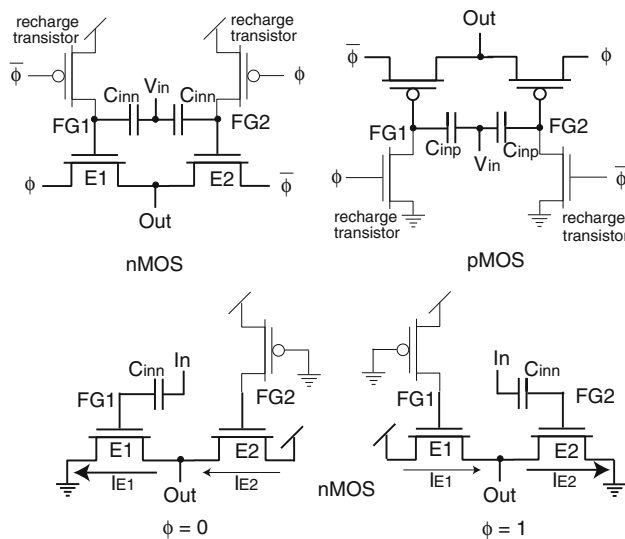 recharge
transistor
recharge
transistor
Out
φ̅
Cinn
Vin
Cinn
φ
φ̅
φ
FG1
FG2
FG1
FG2
Cinp
Vin
Cinp
φ
E1
E2
φ̅
φ
φ̅
Out
recharge
transistor
recharge
transistor
nMOS
pMOS
In
Cinn
FG1
FG2
In
Cinn
FG1
FG2
E1
E2
E1
E2
IE1
IE2
IE1
IE2
Out
nMOS
Out
φ = 0
φ = 1